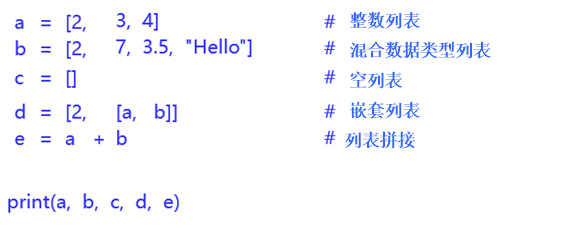 a = [2, 3, 4] # 整数列表
b = [2, 7, 3.5, "Hello"] # 混合数据类型列表
c = [] # 空列表
d = [2, [a, b]] # 嵌套列表
e = a + b # 列表拼接
print(a, b, c, d, e)